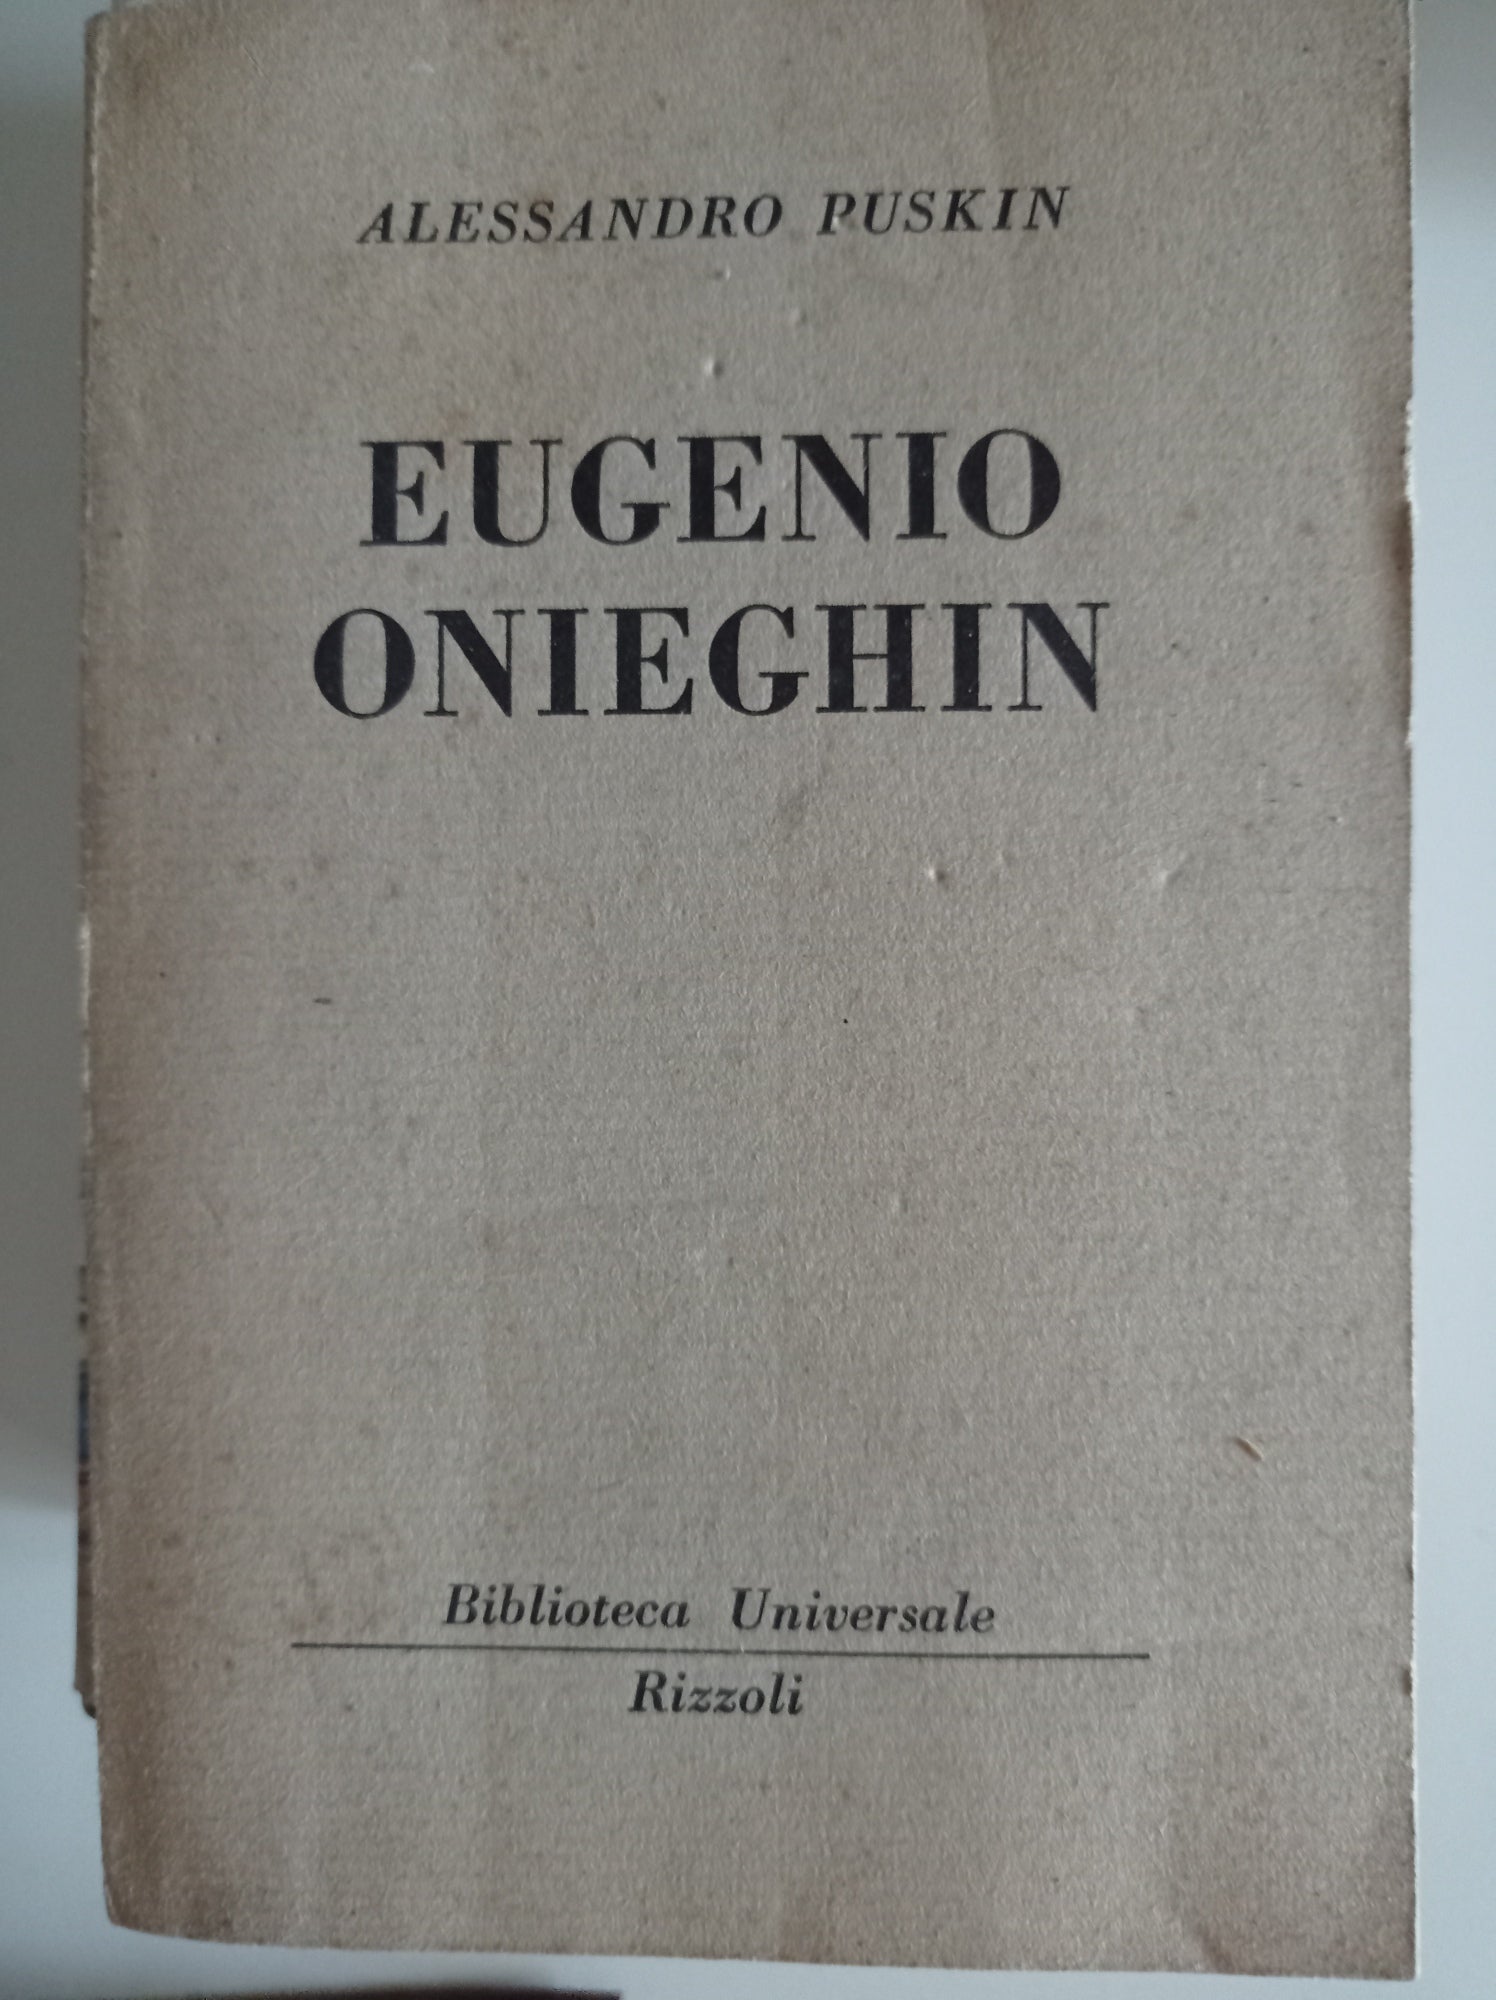 ALESSANDRO PUSKIN
EUGENIO
ONIEGHIN
Biblioteca Universale
Rizzoli